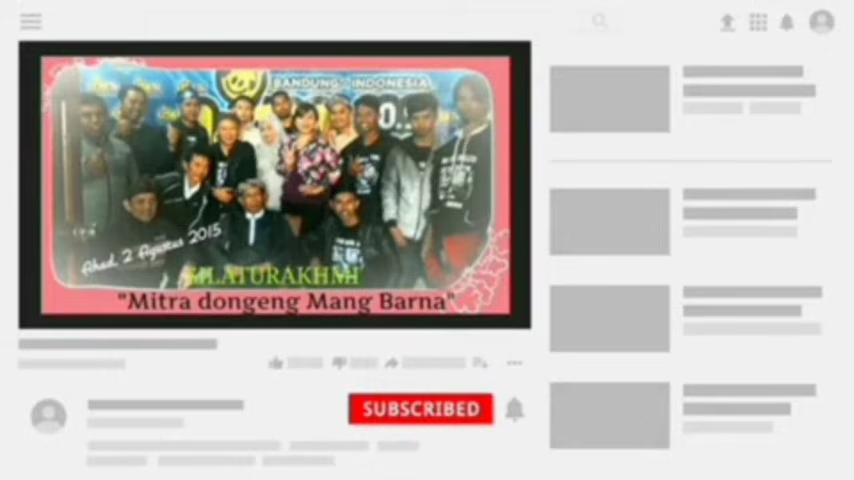 BANDUNG - INDONESIA
Ahad, 2 Agustus 2015
SILATURAKHMI
"Mitra dongeng Mang Barna"
SUBSCRIBED